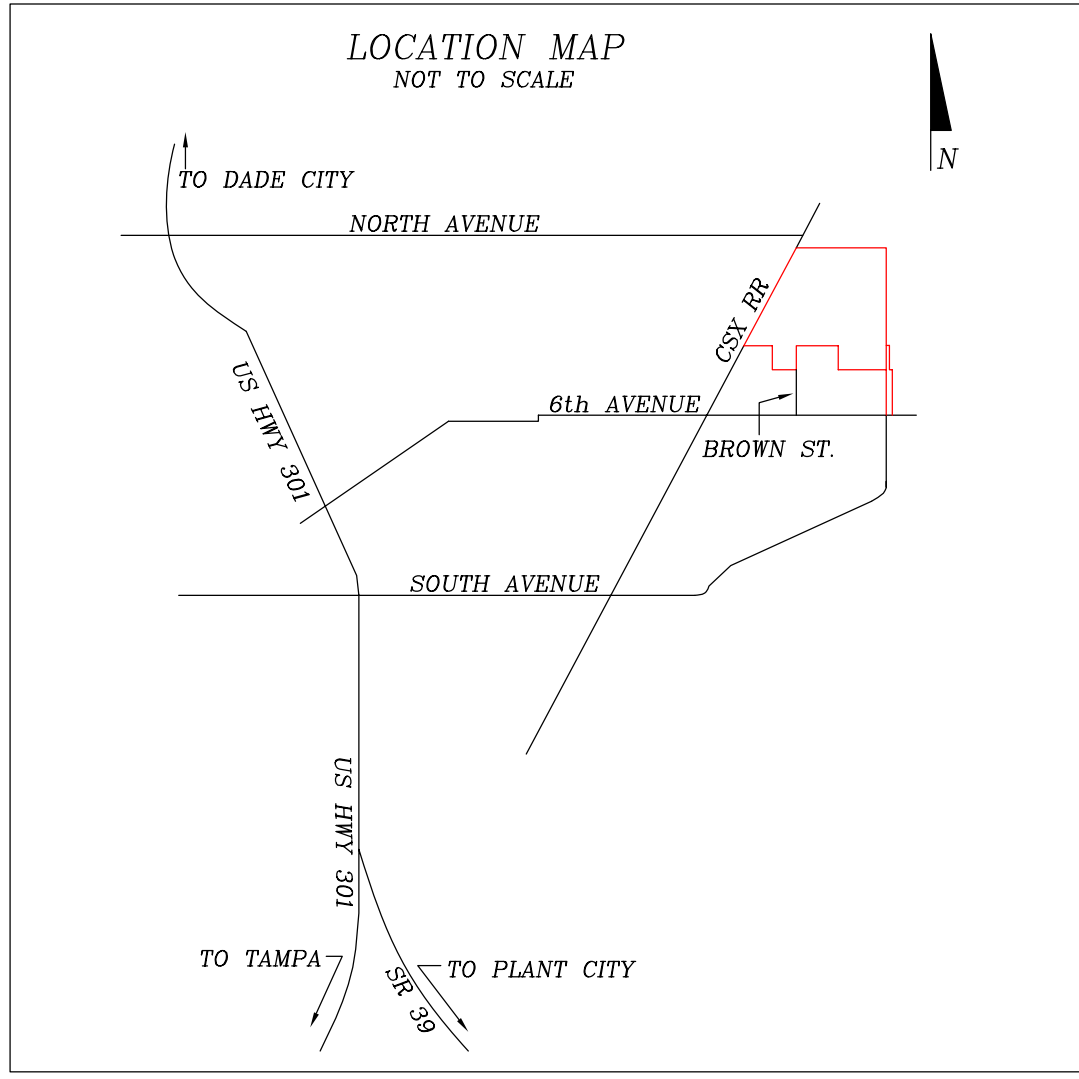 LOCATION MAP
NOT TO SCALE
N
TO DADE CITY
NORTH AVENUE
CSX RR
US HWY 301
6th AVENUE
BROWN ST.
SOUTH AVENUE
US HWY 301
TO TAMPA
TO PLANT CITY
SR 39